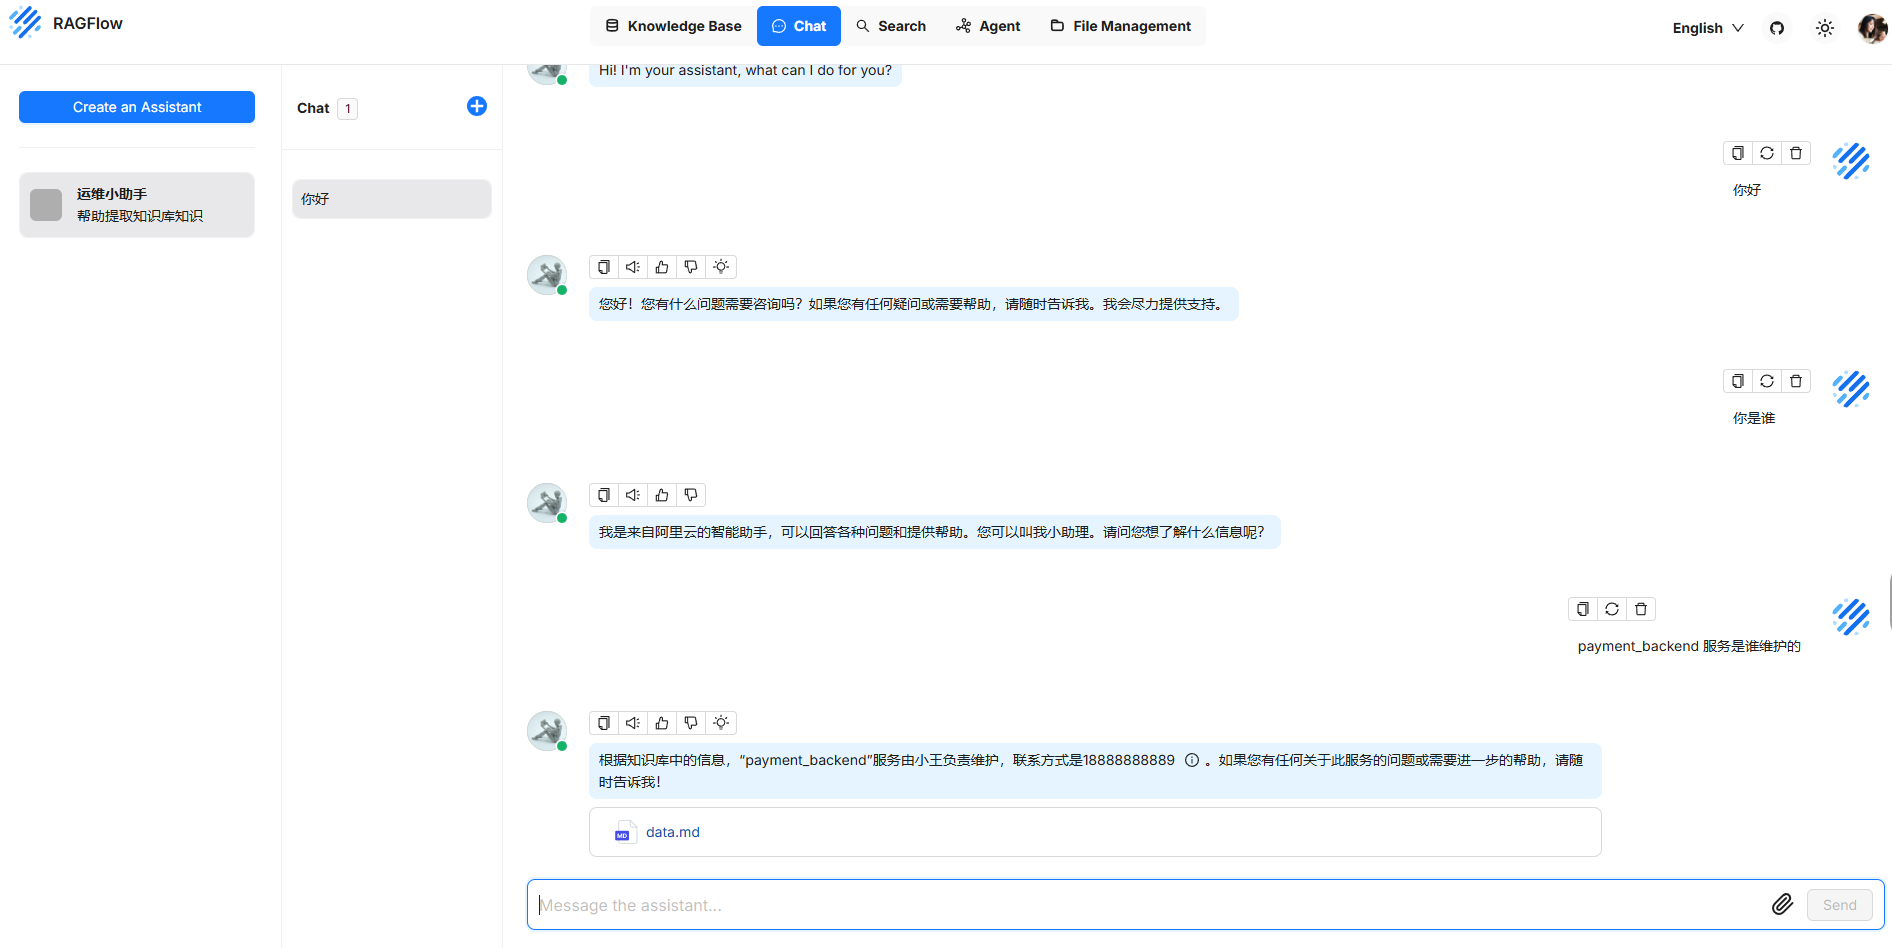 RAGFlow
Knowledge Base
Chat
Search
Agent
File Management
English
Create an Assistant
运维小助手
帮助提取知识库知识
Chat 1
你好
Hi! I'm your assistant, what can I do for you?
你好
您好！您有什么问题需要咨询吗？如果您有任何疑问或需要帮助，请随时告诉我。我会尽力提供支持。
你是谁
我是来自阿里云的智能助手，可以回答各种问题和提供帮助。您可以叫我小助理。请问您想了解什么信息呢？
payment_backend 服务是谁维护的
根据知识库中的信息，“payment_backend”服务由小王负责维护，联系方式是18888888889 。如果您有任何关于此服务的问题或需要进一步的帮助，请随
时告诉我！
MD data.md
Message the assistant...
Send